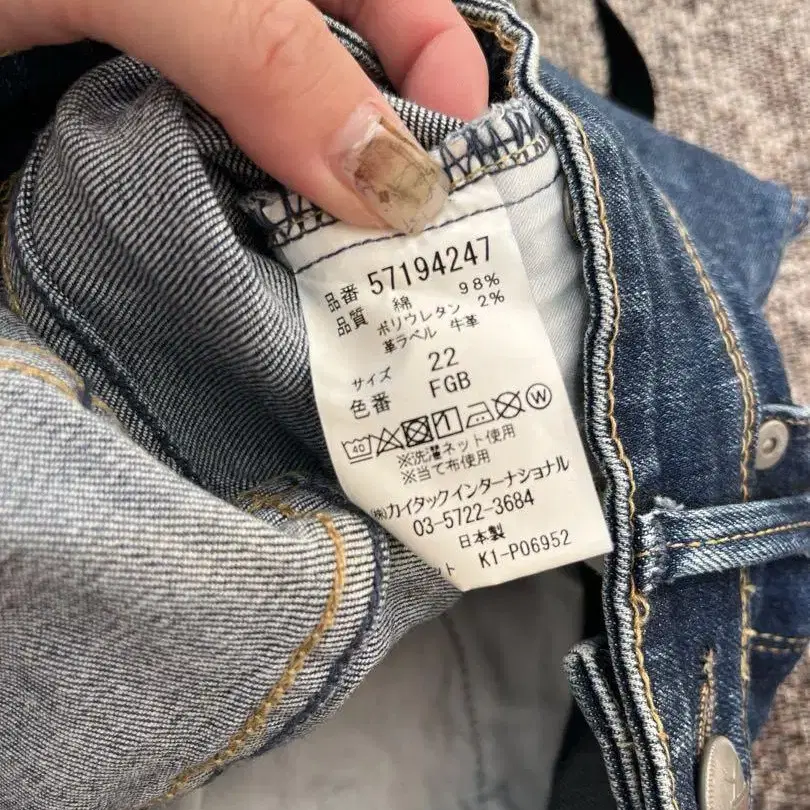 品番 57194247
品質 綿 98%
ポリウレタン 2%
革ラベル 牛革
サイズ 22
色番 FGB
40 W
※洗濯ネット使用
※当て布使用
㈱カイタックインターナショナル
03-5722-3684
日本製
ット K1-P06952